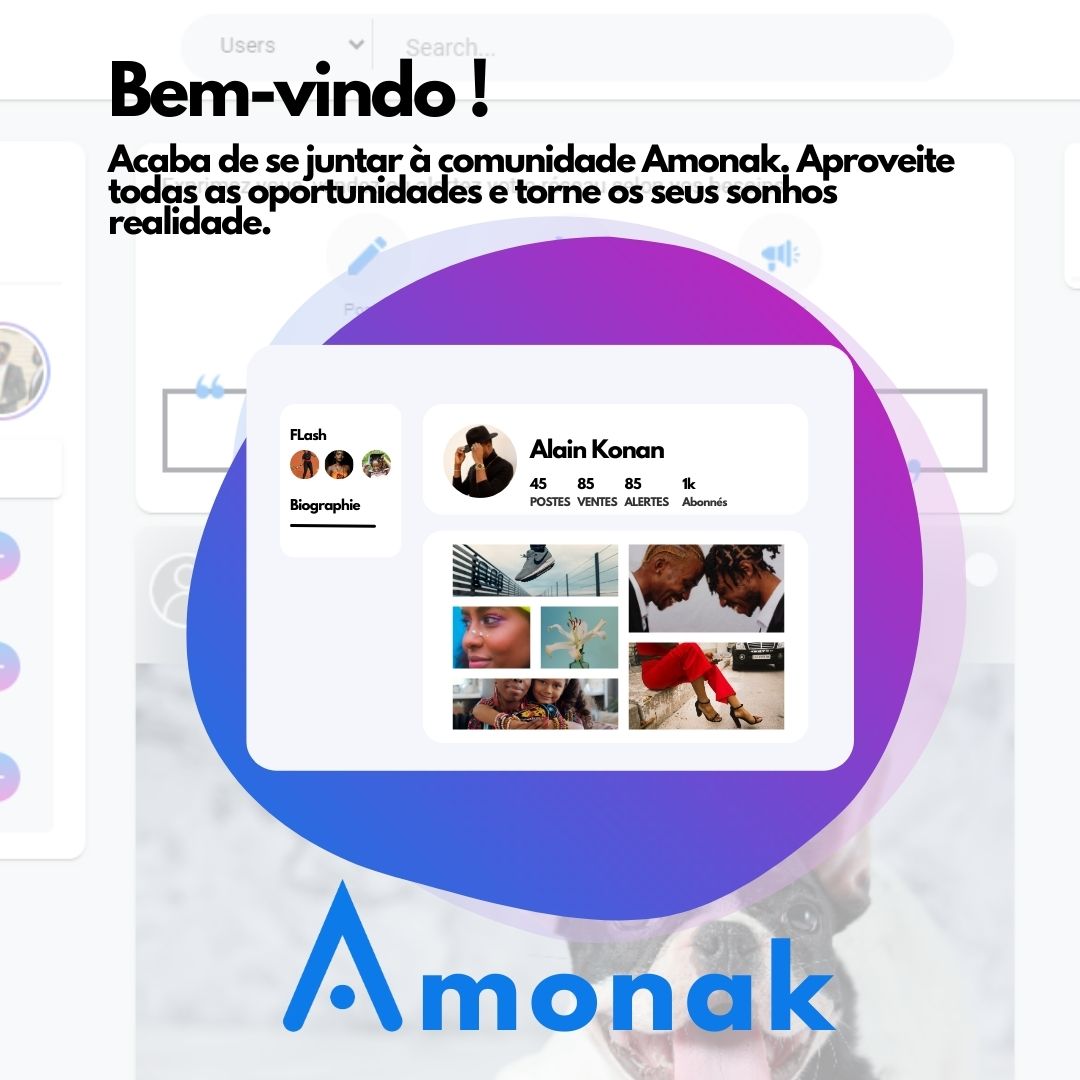 Users
Search...
Bem-vindo !
Acaba de se juntar à comunidade Amonak. Aproveite
todas as oportunidades e torne os seus sonhos
realidade.
FLash
Biographie
Alain Konan
45 85 85 1k
POSTES VENTES ALERTES Abonnés
Amonak